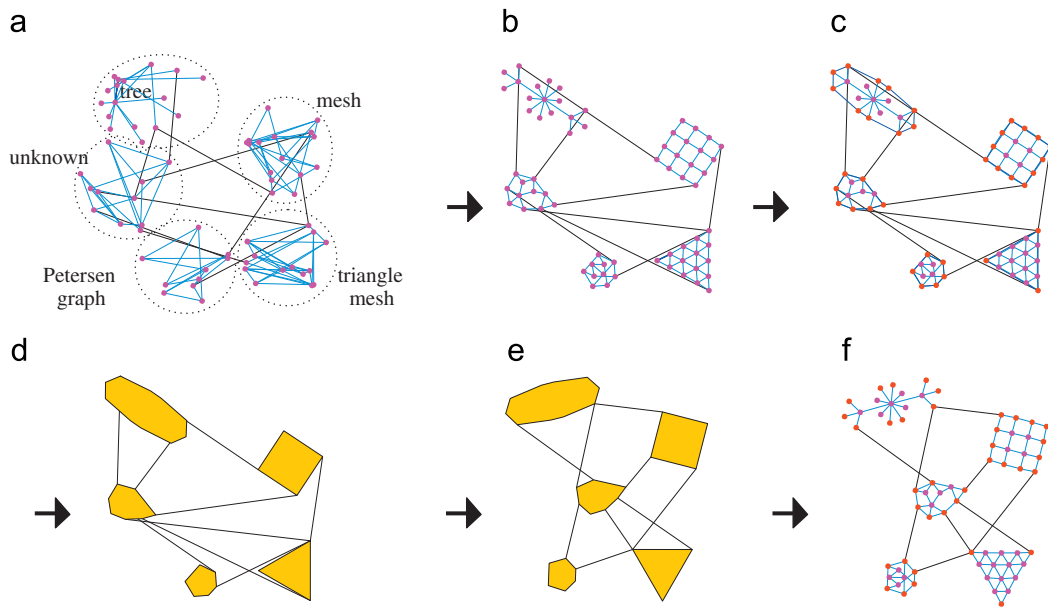 a
b
c
tree
mesh
unknown
Petersen
graph
triangle
mesh
d
e
f